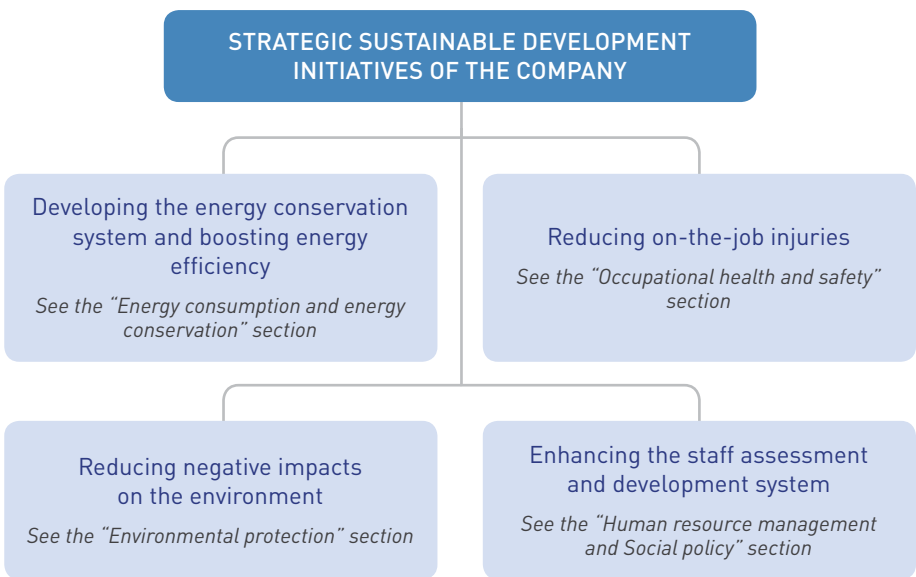 STRATEGIC SUSTAINABLE DEVELOPMENT
INITIATIVES OF THE COMPANY
Developing the energy conservation
system and boosting energy
efficiency
See the “Energy consumption and energy
conservation” section
Reducing on-the-job injuries
See the “Occupational health and safety”
section
Reducing negative impacts
on the environment
See the “Environmental protection” section
Enhancing the staff assessment
and development system
See the “Human resource management
and Social policy” section